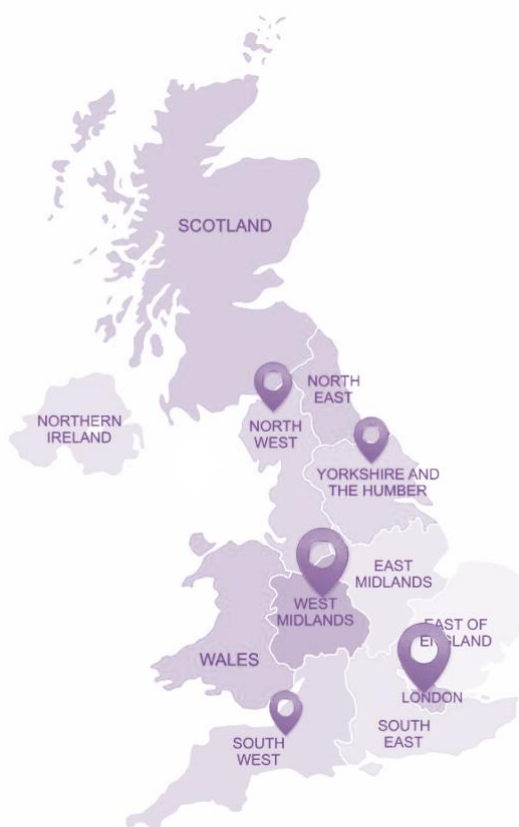 SCOTLAND
NORTH
EAST
NORTHERN
IRELAND
NORTH
WEST
YORKSHIRE AND
THE HUMBER
EAST
MIDLANDS
WEST
MIDLANDS
EAST OF
ENGLAND
WALES
LONDON
SOUTH
EAST
SOUTH
WEST